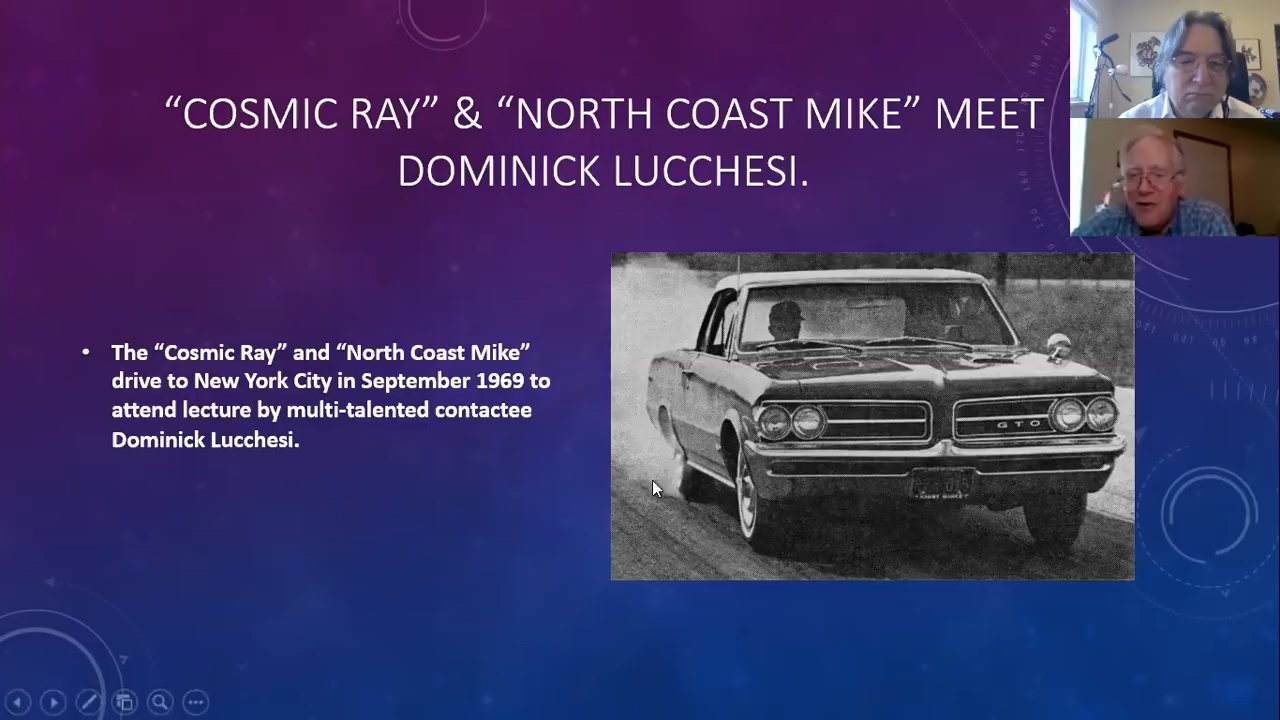 “COSMIC RAY” & “NORTH COAST MIKE” MEET
DOMINICK LUCCHESI.
• The “Cosmic Ray” and “North Coast Mike”
drive to New York City in September 1969 to
attend lecture by multi-talented contactee
Dominick Lucchesi.
GTO